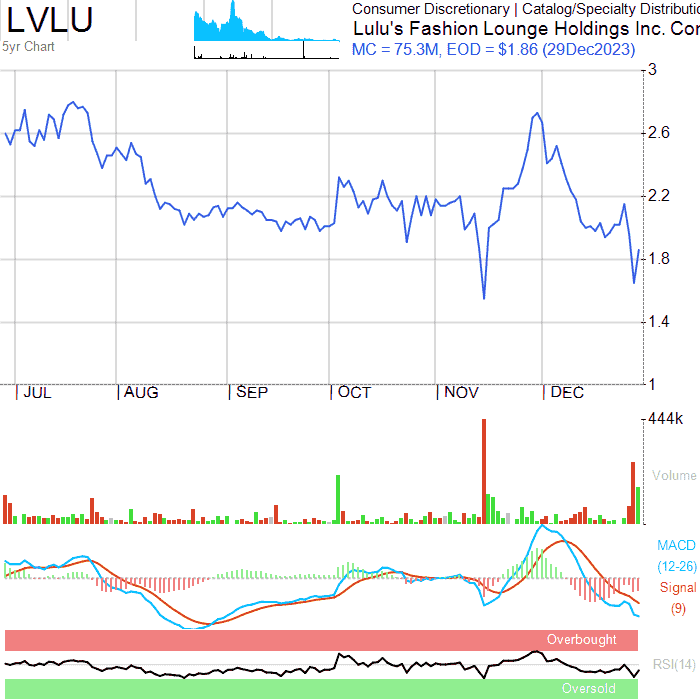 LVLU
5yr Chart
Consumer Discretionary | Catalog/Specialty Distributio
Lulu's Fashion Lounge Holdings Inc. Cor
MC = 75.3M, EOD = $1.86 (29Dec2023)
3
2.6
2.2
1.8
1.4
1
JUL AUG SEP OCT NOV DEC
444k
Volume
MACD
(12-26)
Signal
(9)
Overbought
RSI(14)
Oversold